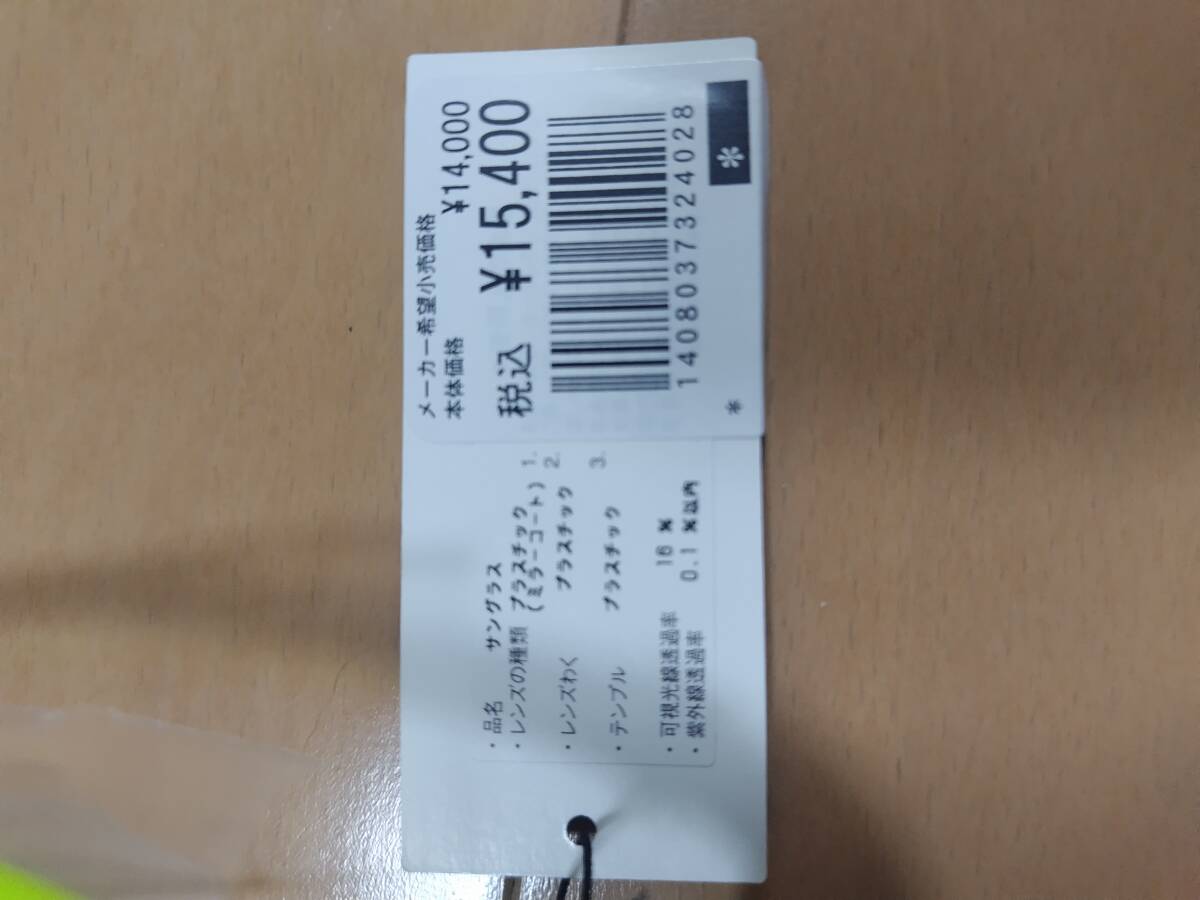 メーカー希望小売価格
本体価格 ¥14,000
税込 ¥15,400
1408037324028
*
*
・品名 サングラス
・レンズの種類 プラスチック 1.
(ミラーコート) 2.
・レンズわく プラスチック
・テンプル プラスチック 3.
・可視光線透過率 16 %
・紫外線透過率 0.1 %以内